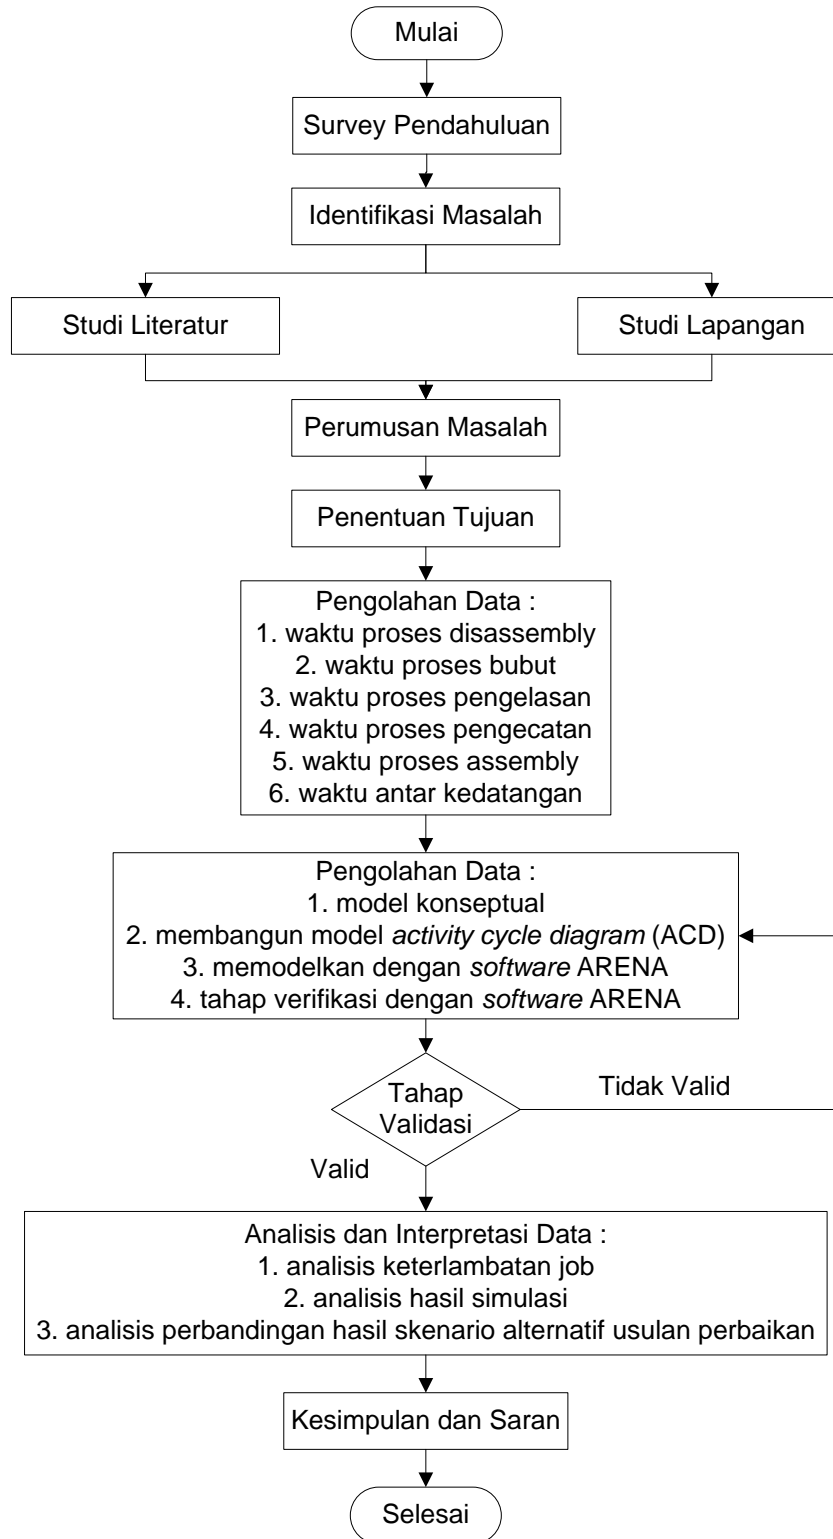 Mulai
Survey Pendahuluan
Identifikasi Masalah
Studi Literatur
Studi Lapangan
Perumusan Masalah
Penentuan Tujuan
Pengolahan Data :
1. waktu proses disassembly
2. waktu proses bubut
3. waktu proses pengelasan
4. waktu proses pengecatan
5. waktu proses assembly
6. waktu antar kedatangan
Pengolahan Data :
1. model konseptual
2. membangun model activity cycle diagram (ACD)
3. memodelkan dengan software ARENA
4. tahap verifikasi dengan software ARENA
Tahap
Validasi
Tidak Valid
Valid
Analisis dan Interpretasi Data :
1. analisis keterlambatan job
2. analisis hasil simulasi
3. analisis perbandingan hasil skenario alternatif usulan perbaikan
Kesimpulan dan Saran
Selesai